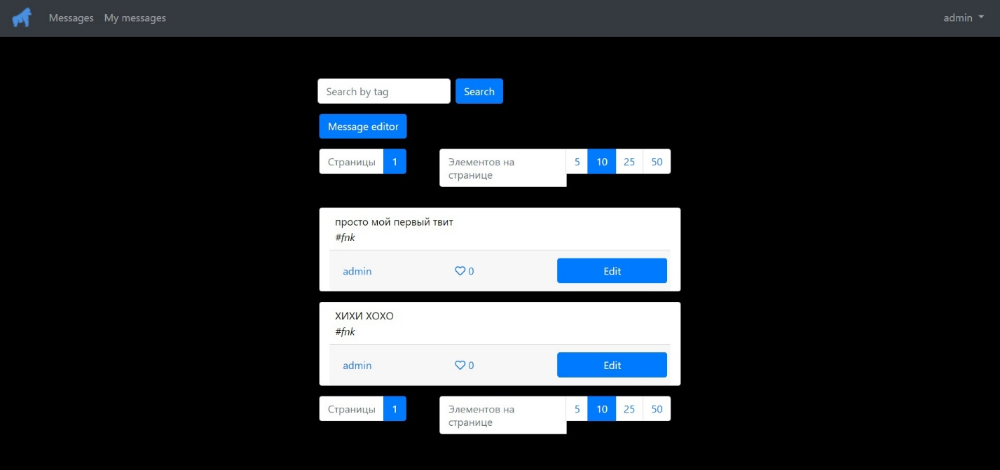 Messages My messages admin
Search by tag Search
Message editor
Страницы 1 Элементов на 5 10 25 50
странице
просто мой первый твит
#fnk
admin 0 Edit
ХИХИ ХОХО
#fnk
admin 0 Edit
Страницы 1 Элементов на 5 10 25 50
странице